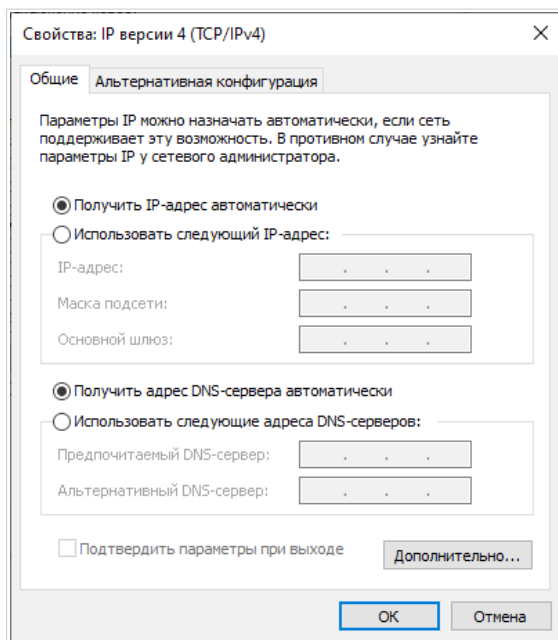 Свойства: IP версии 4 (TCP/IPv4)
Общие
Альтернативная конфигурация
Параметры IP можно назначать автоматически, если сеть
поддерживает эту возможность. В противном случае узнайте
параметры IP у сетевого администратора.
Получить IP-адрес автоматически
Использовать следующий IP-адрес:
IP-адрес:
Маска подсети:
Основной шлюз:
Получить адрес DNS-сервера автоматически
Использовать следующие адреса DNS-серверов:
Предпочитаемый DNS-сервер:
Альтернативный DNS-сервер:
Подтвердить параметры при выходе
Дополнительно...
ОК
Отмена